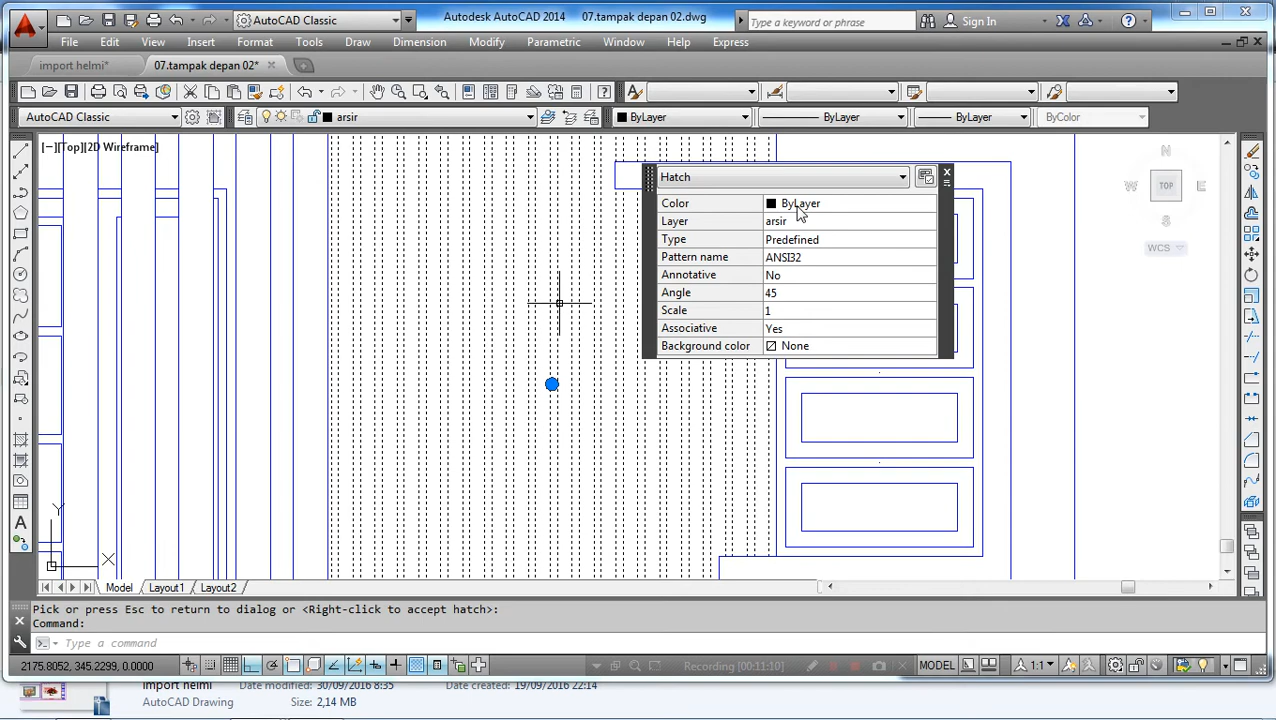 AutoCAD Classic
Autodesk AutoCAD 2014
07.tampak depan 02.dwg
Type a keyword or phrase
Sign In
File Edit View Insert Format Tools Draw Dimension Modify Parametric Window Help Express
import helmi*
07.tampak depan 02*
AutoCAD Classic
arsir
ByLayer
ByLayer
ByLayer
ByColor
[−][Top][2D Wireframe]
N
W TOP E
S
WCS
Hatch
Color ByLayer
Layer arsir
Type Predefined
Pattern name ANSI32
Annotative No
Angle 45
Scale 1
Associative Yes
Background color None
Y
X
Model Layout1 Layout2
Pick or press Esc to return to dialog or <Right-click to accept hatch>:
Command:
Type a command
2175.8052, 345.2299, 0.0000
Recording [00:11:10]
MODEL
1:1
import helmi Date modified: 30/09/2016 8:35 Date created: 19/09/2016 22:14
AutoCAD Drawing Size: 2,14 MB